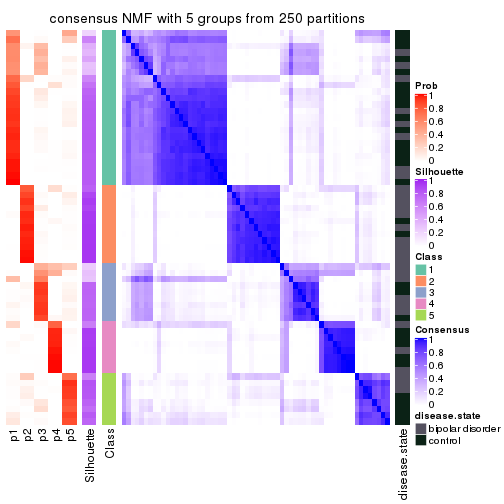 consensus NMF with 5 groups from 250 partitions
Prob
1
0.8
0.6
0.4
0.2
0
Silhouette
1
0.8
0.6
0.4
0.2
0
Class
1
2
3
4
5
Consensus
1
0.8
0.6
0.4
0.2
0
disease.state
bipolar disorder
control
p1
p2
p3
p4
p5
Silhouette
Class
disease.state